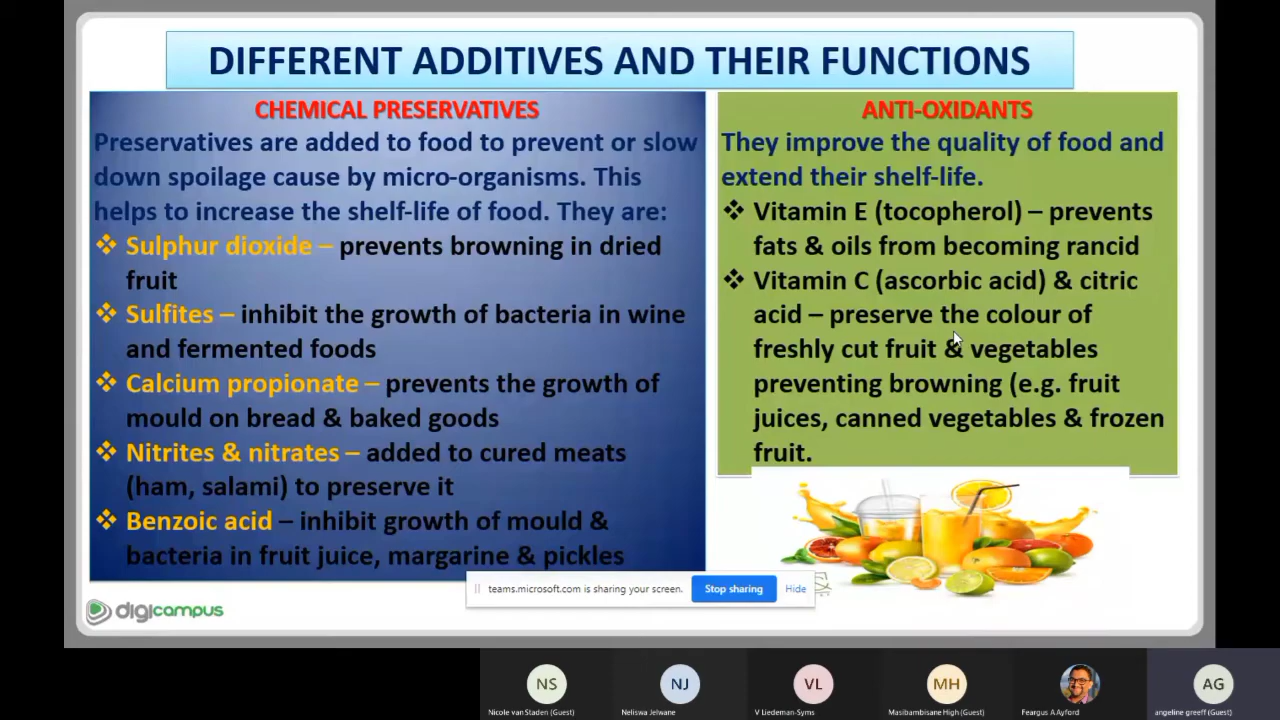 DIFFERENT ADDITIVES AND THEIR FUNCTIONS
CHEMICAL PRESERVATIVES
Preservatives are added to food to prevent or slow
down spoilage cause by micro-organisms. This
helps to increase the shelf-life of food. They are:
❖ Sulphur dioxide – prevents browning in dried
fruit
❖ Sulfites – inhibit the growth of bacteria in wine
and fermented foods
❖ Calcium propionate – prevents the growth of
mould on bread & baked goods
❖ Nitrites & nitrates – added to cured meats
(ham, salami) to preserve it
❖ Benzoic acid – inhibit growth of mould &
bacteria in fruit juice, margarine & pickles
ANTI-OXIDANTS
They improve the quality of food and
extend their shelf-life.
❖ Vitamin E (tocopherol) – prevents
fats & oils from becoming rancid
❖ Vitamin C (ascorbic acid) & citric
acid – preserve the colour of
freshly cut fruit & vegetables
preventing browning (e.g. fruit
juices, canned vegetables & frozen
fruit.
teams.microsoft.com is sharing your screen. Stop sharing Hide
digicampus
NS NJ VL MH AG
Nicole van Staden (Guest) Neliswa Jelwane V Liedeman-Syms Masibambisane High (Guest) Feargus A Ayford angeline greeff (Guest)